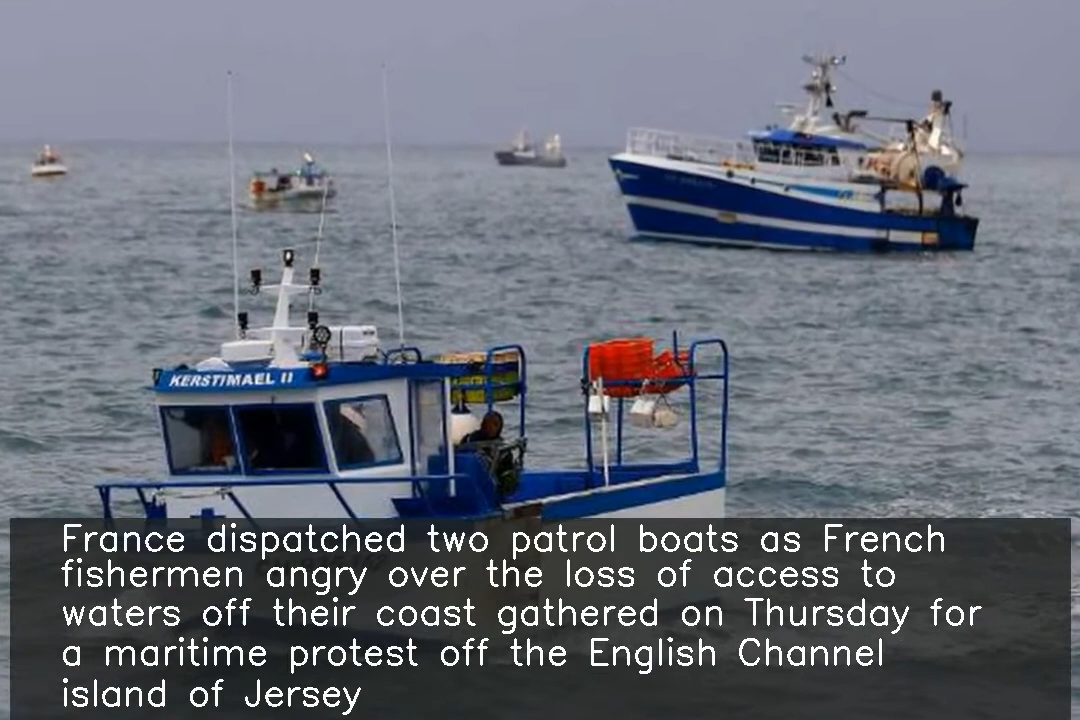 KERSTIMAEL II
France dispatched two patrol boats as French
fishermen angry over the loss of access to
waters off their coast gathered on Thursday for
a maritime protest off the English Channel
island of Jersey